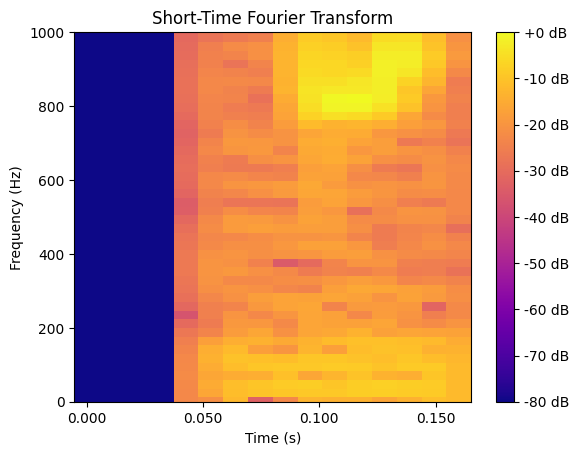 Short-Time Fourier Transform
1000
800
600
400
200
0
Frequency (Hz)
0.000
0.050
0.100
0.150
Time (s)
+0 dB
-10 dB
-20 dB
-30 dB
-40 dB
-50 dB
-60 dB
-70 dB
-80 dB